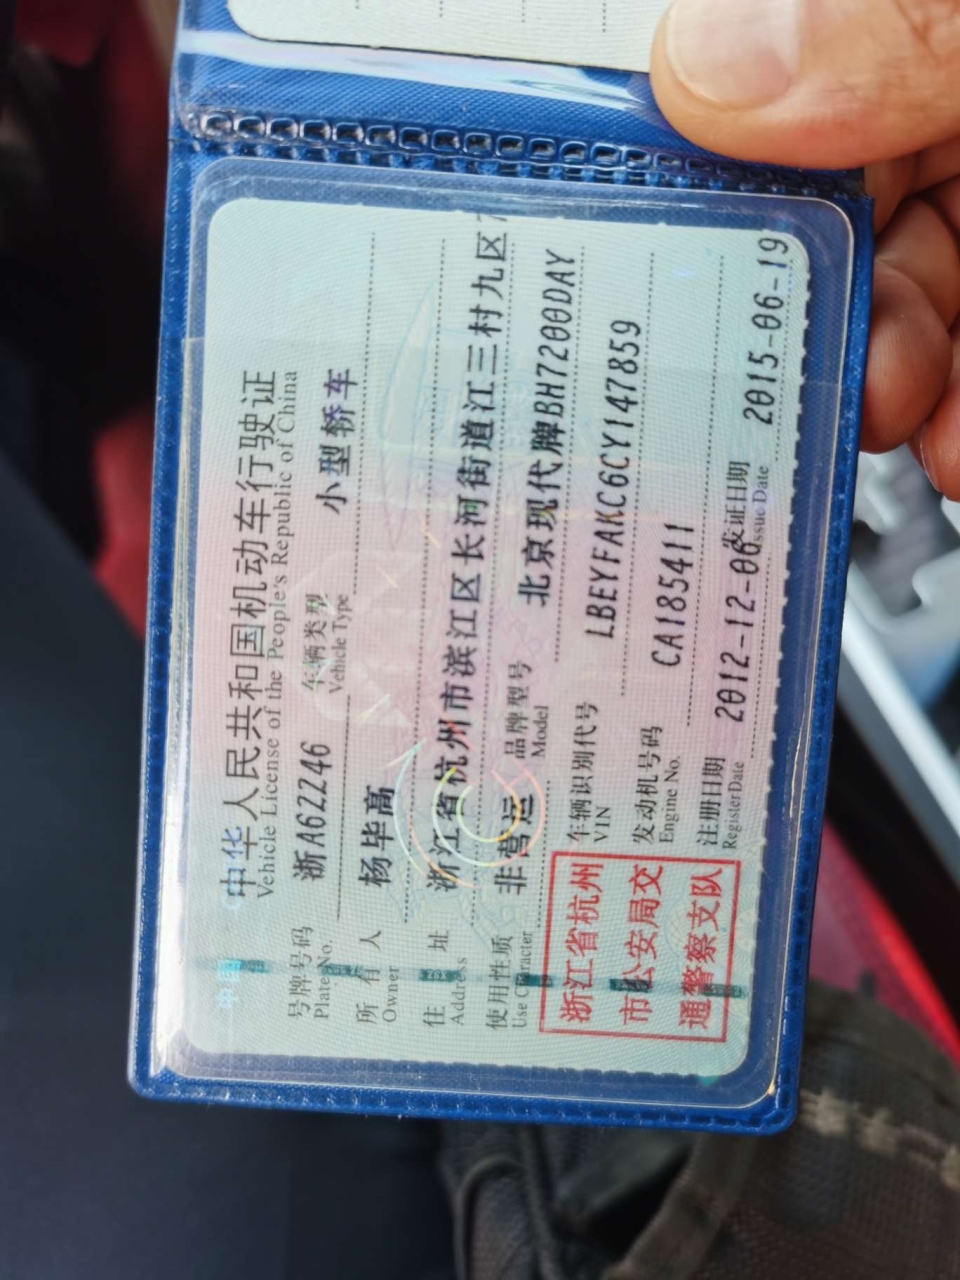 中华人民共和国机动车行驶证
Vehicle License of the People's Republic of China
号牌号码 浙A62Z46 车辆类型 小型轿车
Plate No. Vehicle Type
所有人 杨毕高
Owner
住址 浙江省杭州市滨江区长河街道江三村九区7
Address
使用性质 非营运 品牌型号 北京现代牌BH7200DAY
Use Character Model
浙江省杭州
市公安局交
通警察支队
车辆识别代号 LBEYFAKC6CY147859
VIN
发动机号码 CA185411
Engine No.
注册日期 2012-12-06 发证日期 2015-06-19
Register Date Issue Date